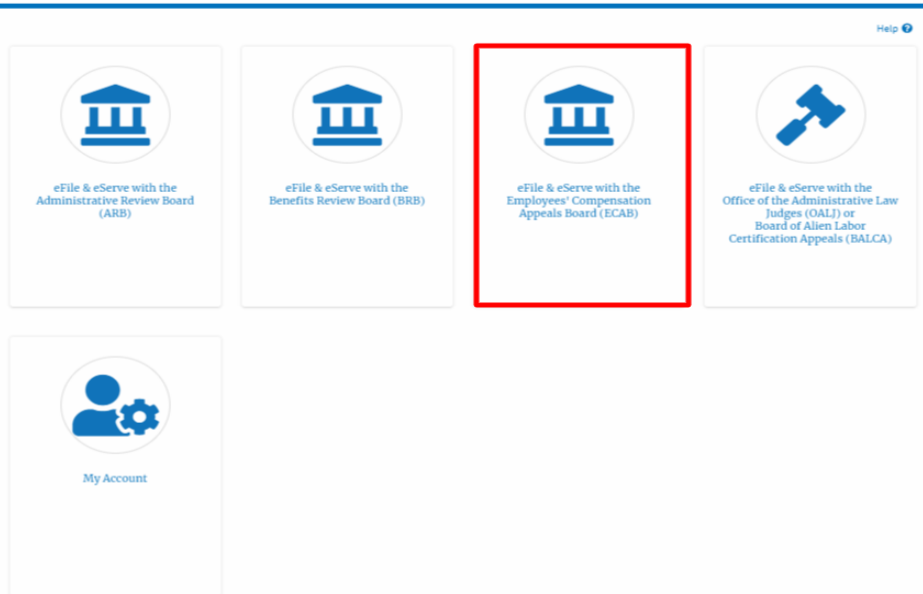 Help
eFile & eServe with the
Administrative Review Board
(ARB)
eFile & eServe with the
Benefits Review Board (BRB)
eFile & eServe with the
Employees' Compensation
Appeals Board (ECAB)
eFile & eServe with the
Office of the Administrative Law
Judges (OALJ) or
Board of Alien Labor
Certification Appeals (BALCA)
My Account